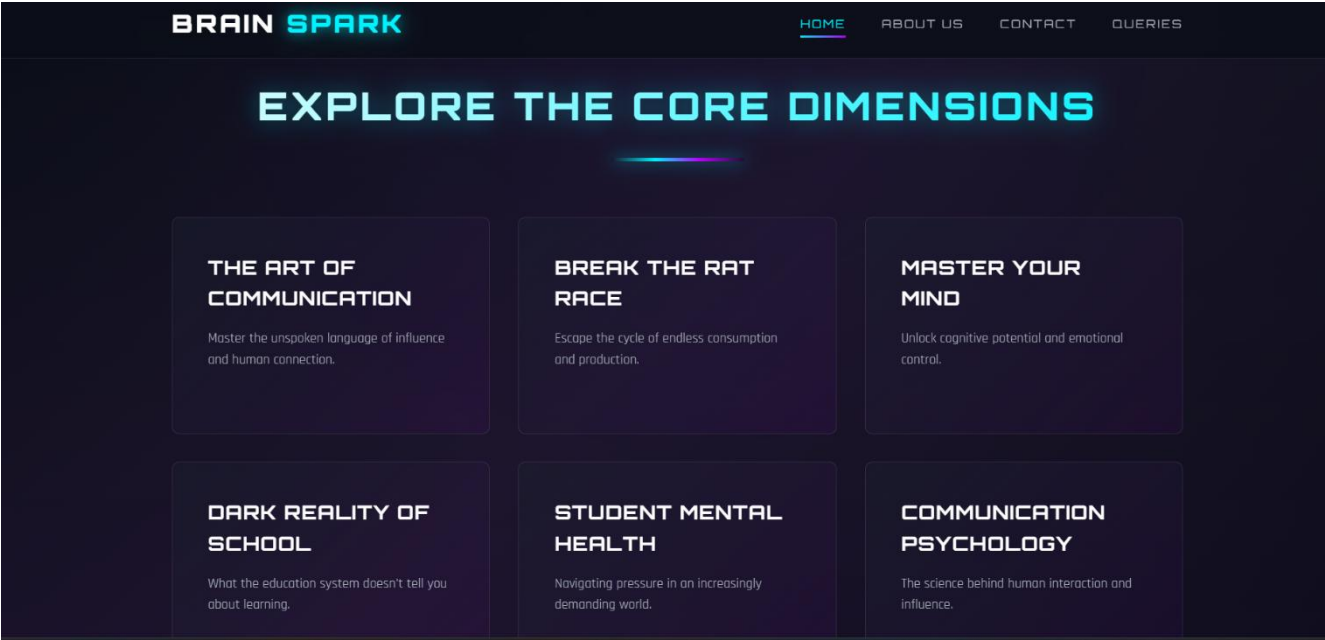 BRAIN SPARK
HOME ABOUT US CONTACT QUERIES
EXPLORE THE CORE DIMENSIONS
THE ART OF
COMMUNICATION
Master the unspoken language of influence
and human connection.
BREAK THE RAT
RACE
Escape the cycle of endless consumption
and production.
MASTER YOUR
MIND
Unlock cognitive potential and emotional
control.
DARK REALITY OF
SCHOOL
What the education system doesn't tell you
about learning.
STUDENT MENTAL
HEALTH
Navigating pressure in an increasingly
demanding world.
COMMUNICATION
PSYCHOLOGY
The science behind human interaction and
influence.